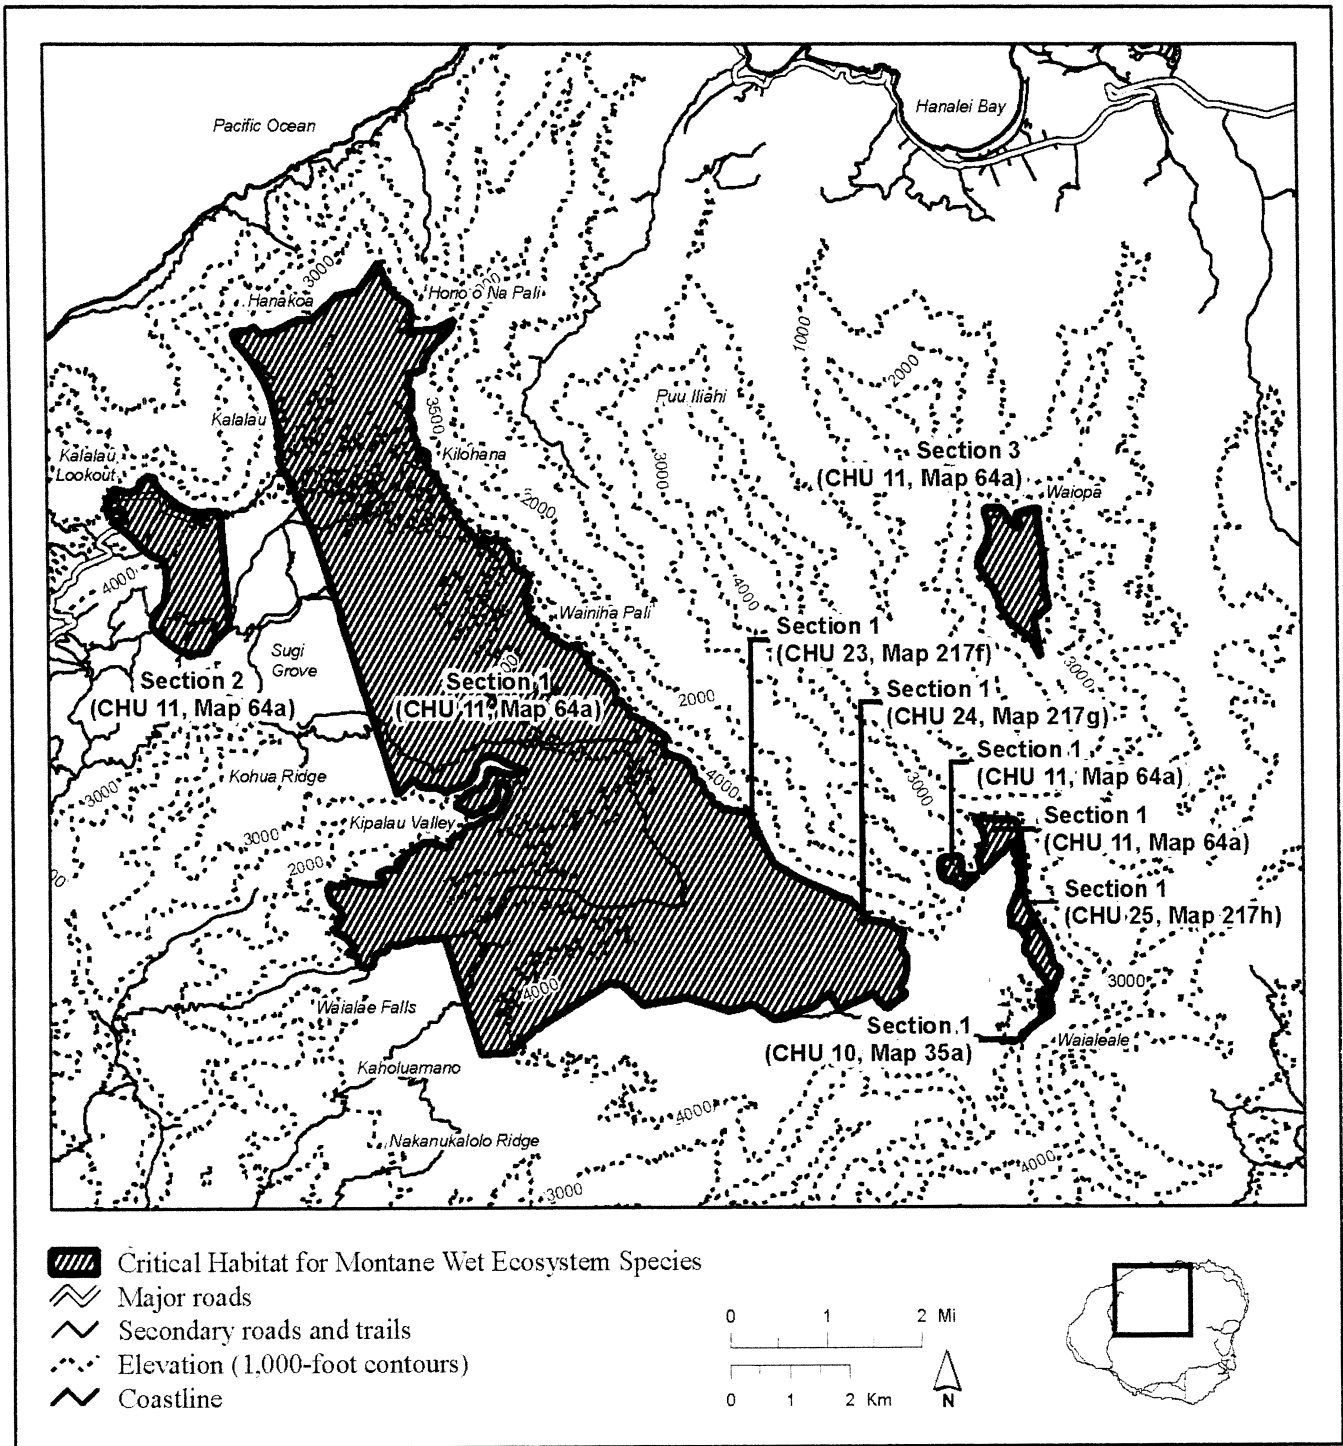 Pacific Ocean
Hanalei Bay
3000
Hanakoa
Hono o Na Pali
1000
2000
Puu Iliahi
3500
Kalalau
Kilohana
Kalalau
Lookout
3000
2000
Section 3
(CHU 11, Map 64a)
Waiopa
4000
4000
Wainiha Pali
Section 1
(CHU 23, Map 217f)
Sugi
Grove
3000
Section 2
(CHU 11, Map 64a)
Section 1
(CHU 11, Map 64a)
2000
Section 1
(CHU 24, Map 217g)
Section 1
(CHU 11, Map 64a)
Kohua Ridge
3000
4000
3000
Kipalau Valley
3000
2000
Section 1
(CHU 11, Map 64a)
Section 1
(CHU 25, Map 217h)
4000
3000
Waialae Falls
Section 1
(CHU 10, Map 35a)
Waialeale
Kaholuamano
4000
Nakanukalolo Ridge
4000
3000
Critical Habitat for Montane Wet Ecosystem Species
Major roads
Secondary roads and trails
Elevation (1,000-foot contours)
Coastline
0 1 2 Mi
0 1 2 Km
N